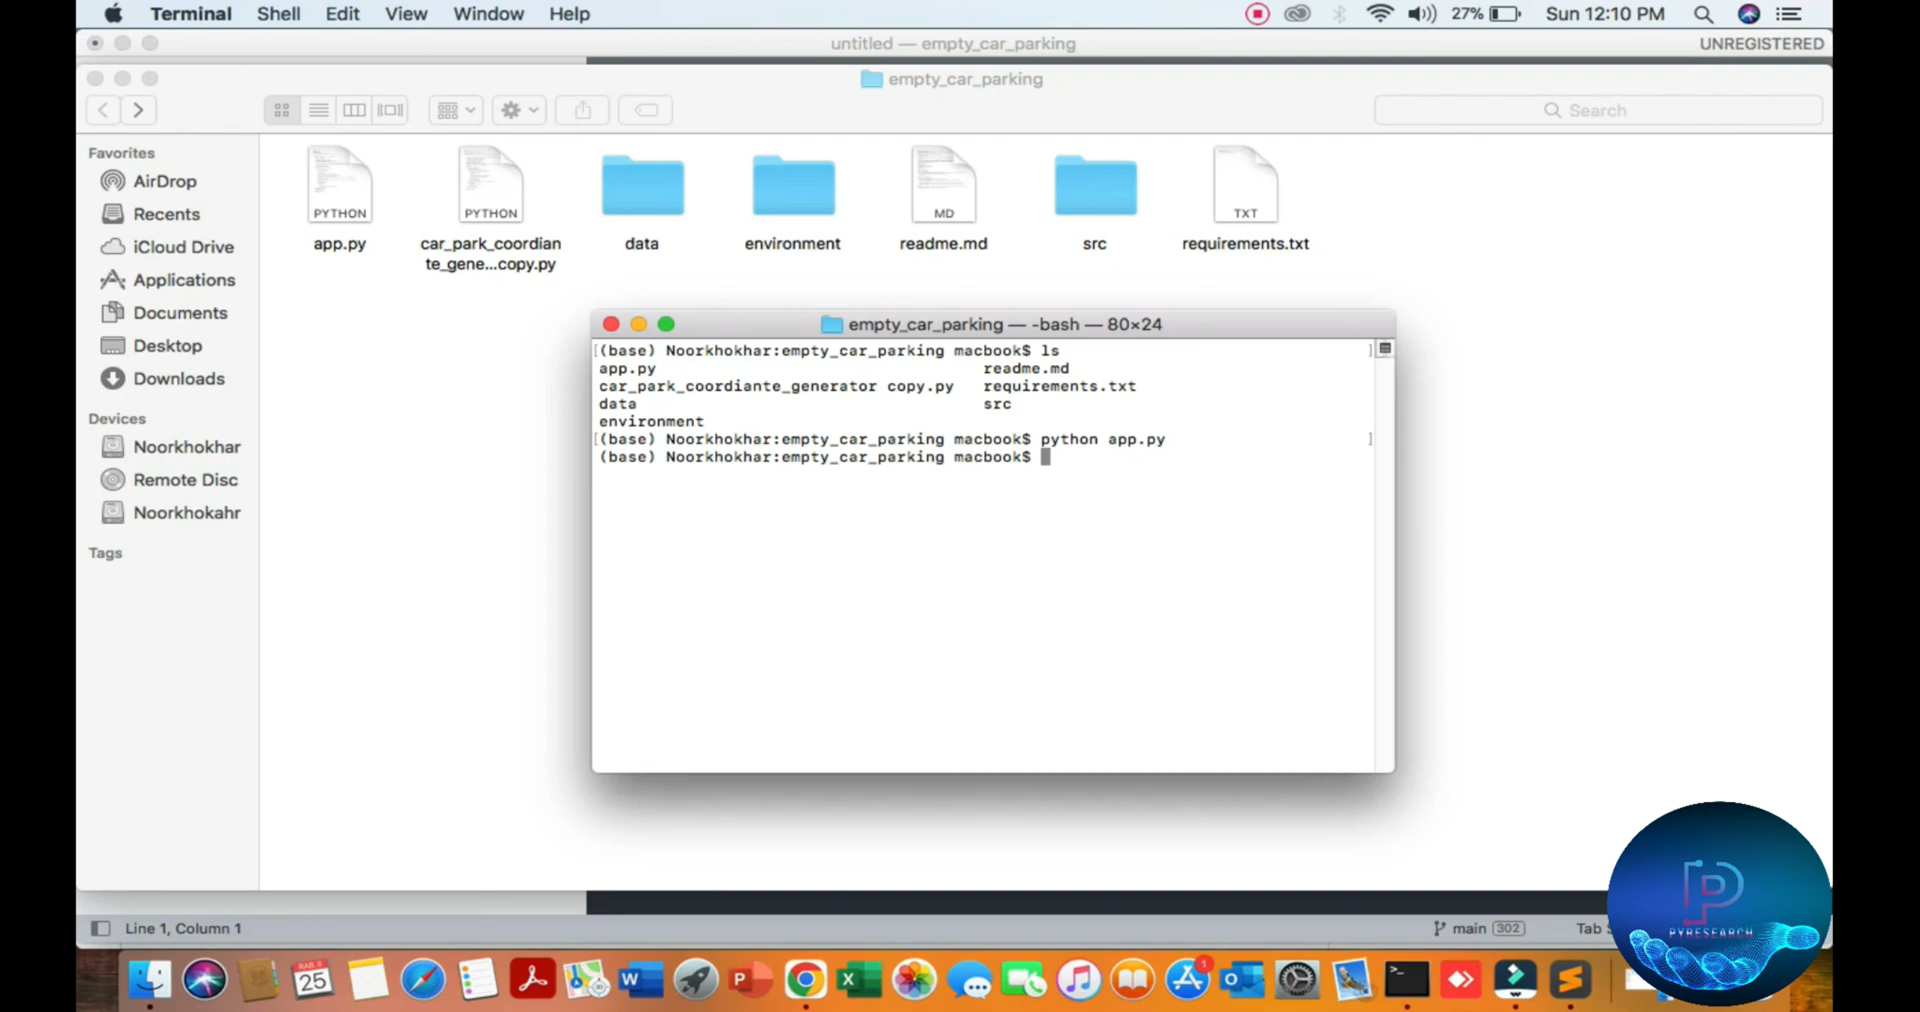 Terminal Shell Edit View Window Help 27% Sun 12:10 PM
untitled — empty_car_parking UNREGISTERED
empty_car_parking
Search
Favorites
AirDrop
Recents
iCloud Drive
Applications
Documents
Desktop
Downloads
Devices
Noorkhokhar
Remote Disc
Noorkhokahr
Tags
PYTHON PYTHON MD TXT
app.py car_park_coordian data environment readme.md src requirements.txt
te_gene...copy.py
empty_car_parking — -bash — 80×24
[(base) Noorkhokhar:empty_car_parking macbook$ ls ]
app.py readme.md
car_park_coordiante_generator copy.py requirements.txt
data src
environment
[(base) Noorkhokhar:empty_car_parking macbook$ python app.py ]
(base) Noorkhokhar:empty_car_parking macbook$
Line 1, Column 1 main 302 Tab S
PYRESEARCH
25 W P X 1